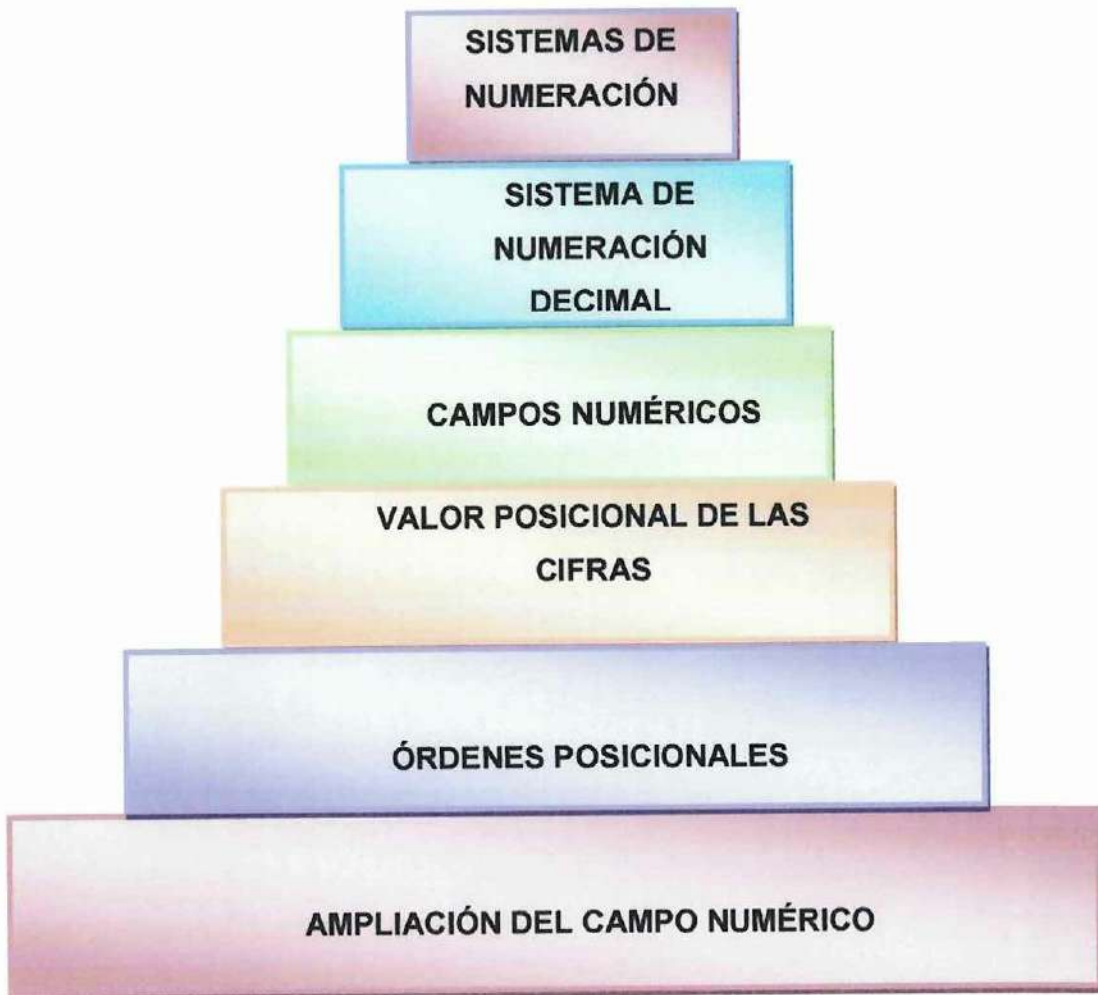 SISTEMAS DE
NUMERACIÓN
SISTEMA DE
NUMERACIÓN
DECIMAL
CAMPOS NUMÉRICOS
VALOR POSICIONAL DE LAS
CIFRAS
ÓRDENES POSICIONALES
AMPLIACIÓN DEL CAMPO NUMÉRICO